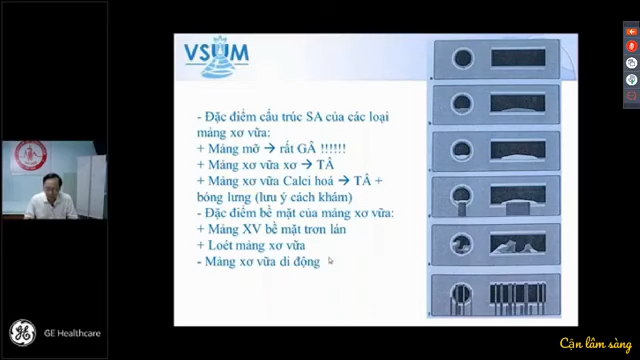 VSUM
- Đặc điểm cấu trúc SA của các loại
mảng xơ vữa:
+ Mảng mỡ → rất GÂ !!!!!!
+ Mảng xơ vữa xơ → TÂ
+ Mảng xơ vữa Calci hoá → TÂ +
bóng lưng (lưu ý cách khám)
- Đặc điểm bề mặt của mảng xơ vữa:
+ Mảng XV bề mặt trơn lán
+ Loét mảng xơ vữa
- Mảng xơ vữa di động
GE Healthcare
Cận lâm sàng